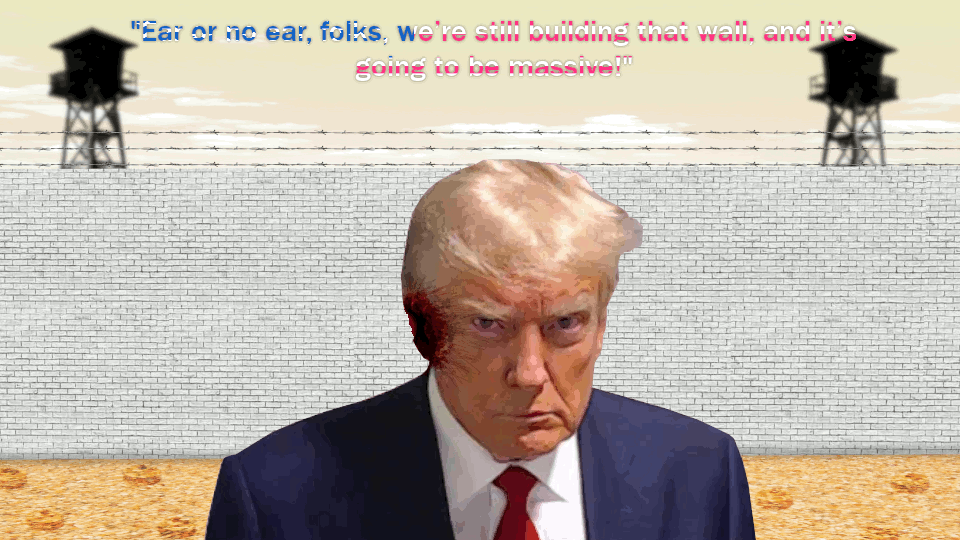 "Ear or no ear, folks, we're still building that wall. and it's
going to be massive!"